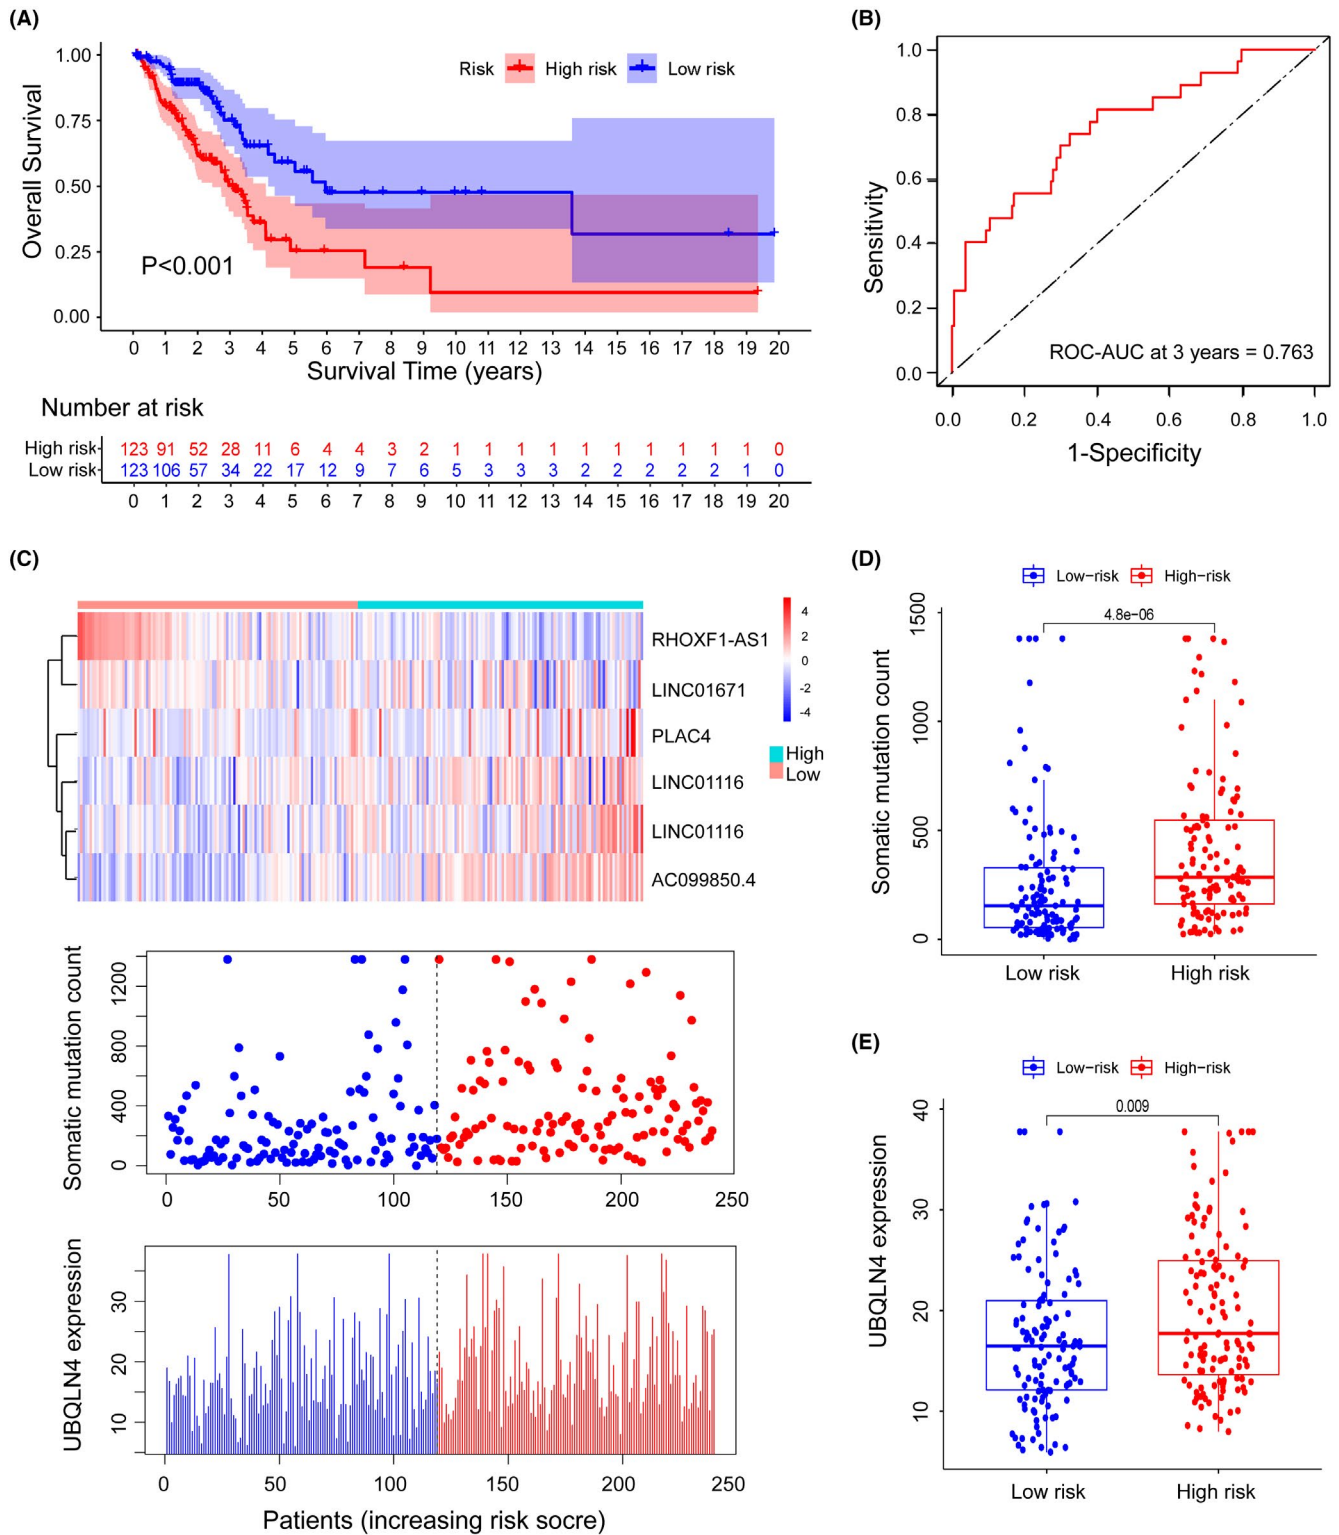 (A)
Risk High risk Low risk
1.00
0.75
0.50
0.25
0.00
Overall Survival
P<0.001
0 1 2 3 4 5 6 7 8 9 10 11 12 13 14 15 16 17 18 19 20
Survival Time (years)
Number at risk
High risk 123 91 52 28 11 6 4 4 3 2 1 1 1 1 1 1 1 1 1 1 0
Low risk 123 106 57 34 22 17 12 9 7 6 5 3 3 3 2 2 2 2 2 1 0
0 1 2 3 4 5 6 7 8 9 10 11 12 13 14 15 16 17 18 19 20
(B)
1.0
0.8
0.6
0.4
0.2
0.0
Sensitivity
ROC-AUC at 3 years = 0.763
0.0 0.2 0.4 0.6 0.8 1.0
1-Specificity
(C)
RHOXF1-AS1
LINC01671
PLAC4
LINC01116
LINC01116
AC099850.4
4
2
0
-2
-4
High
Low
Somatic mutation count
1200
800
400
0
0 50 100 150 200 250
UBQLN4 expression
30
20
10
0 50 100 150 200 250
Patients (increasing risk socre)
(D)
Low-risk High-risk
4.8e-06
1500
1000
500
0
Somatic mutation count
Low risk High risk
(E)
Low-risk High-risk
0.009
40
30
20
10
UBQLN4 expression
Low risk High risk